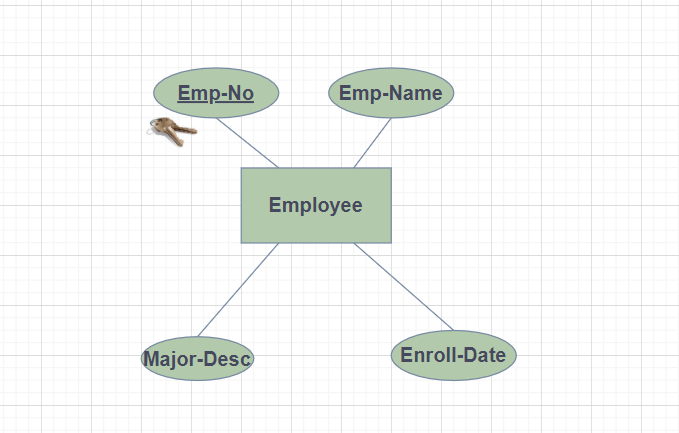 Emp-No
Emp-Name
Employee
Major-Desc
Enroll-Date